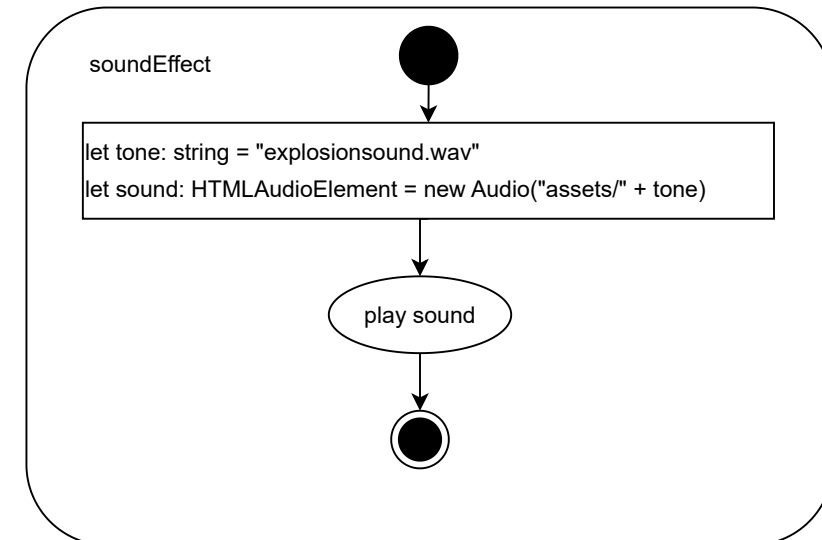 soundEffect
let tone: string = "explosionsound.wav"
let sound: HTMLAudioElement = new Audio("assets/" + tone)
play sound